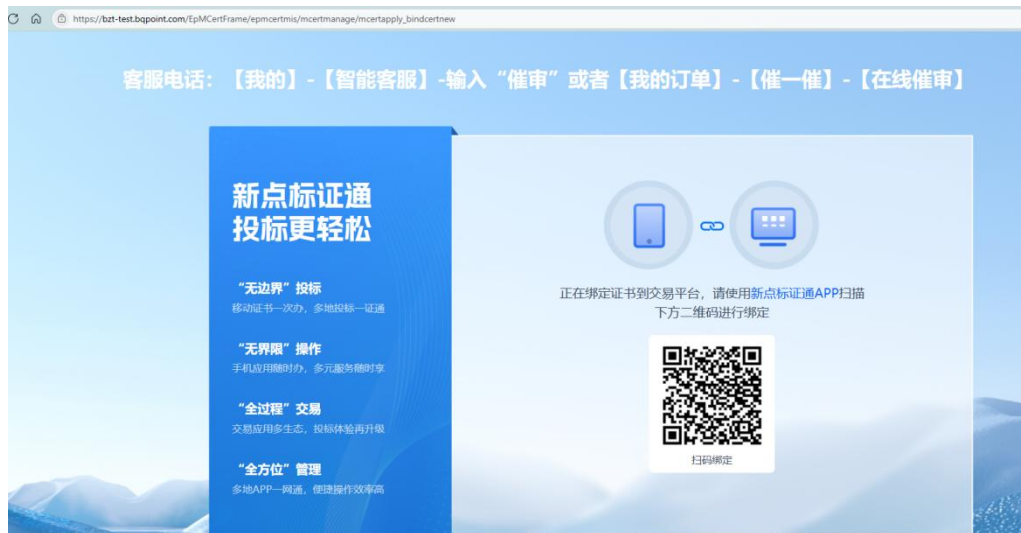 https://bzt-test.bqpoint.com/EpMCertFrame/epmcertmis/mcertmanage/mcertapply_bindcertnew
客服电话：【我的】-【智能客服】-输入“催审”或者【我的订单】-【催一催】-【在线催审】
新点标证通
投标更轻松
“无边界”投标
移动证书一次办，多地投标一证通
“无界限”操作
手机应用随时办，多元服务随时享
“全过程”交易
交易应用多生态，投标体验再升级
“全方位”管理
多地APP一网通，便捷操作效率高
正在绑定证书到交易平台，请使用新点标证通APP扫描
下方二维码进行绑定
扫码绑定